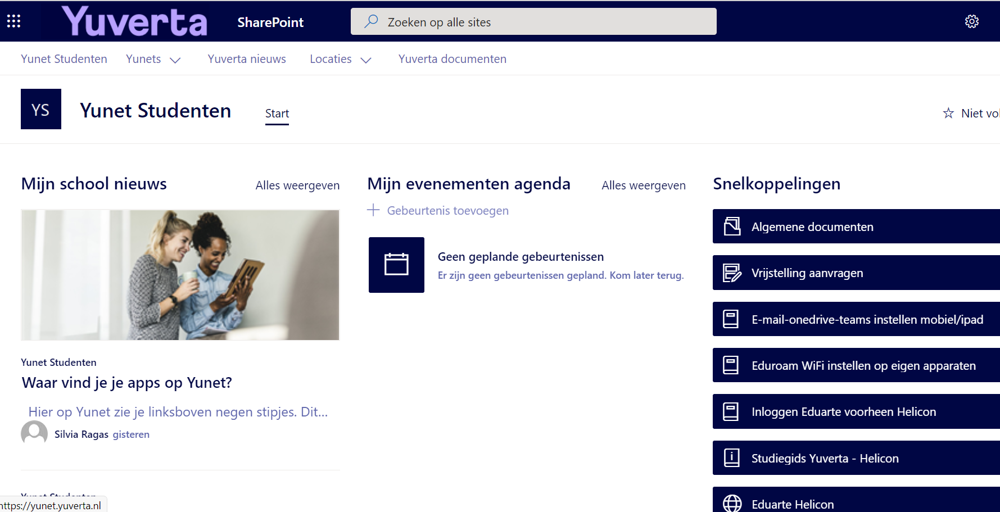 Yuverta
SharePoint
Zoeken op alle sites
Yunet Studenten
Yunets
Yuverta nieuws
Locaties
Yuverta documenten
YS
Yunet Studenten
Start
Niet vol
Mijn school nieuws
Alles weergeven
Yunet Studenten
Waar vind je je apps op Yunet?
Hier op Yunet zie je linksboven negen stipjes. Dit...
Silvia Ragas gisteren
Mijn evenementen agenda
Alles weergeven
Gebeurtenis toevoegen
Geen geplande gebeurtenissen
Er zijn geen gebeurtenissen gepland. Kom later terug.
Snelkoppelingen
Algemene documenten
Vrijstelling aanvragen
E-mail-onedrive-teams instellen mobiel/ipad
Eduroam WiFi instellen op eigen apparaten
Inloggen Eduarte voorheen Helicon
Studiegids Yuverta - Helicon
Eduarte Helicon
https://yunet.yuverta.nl